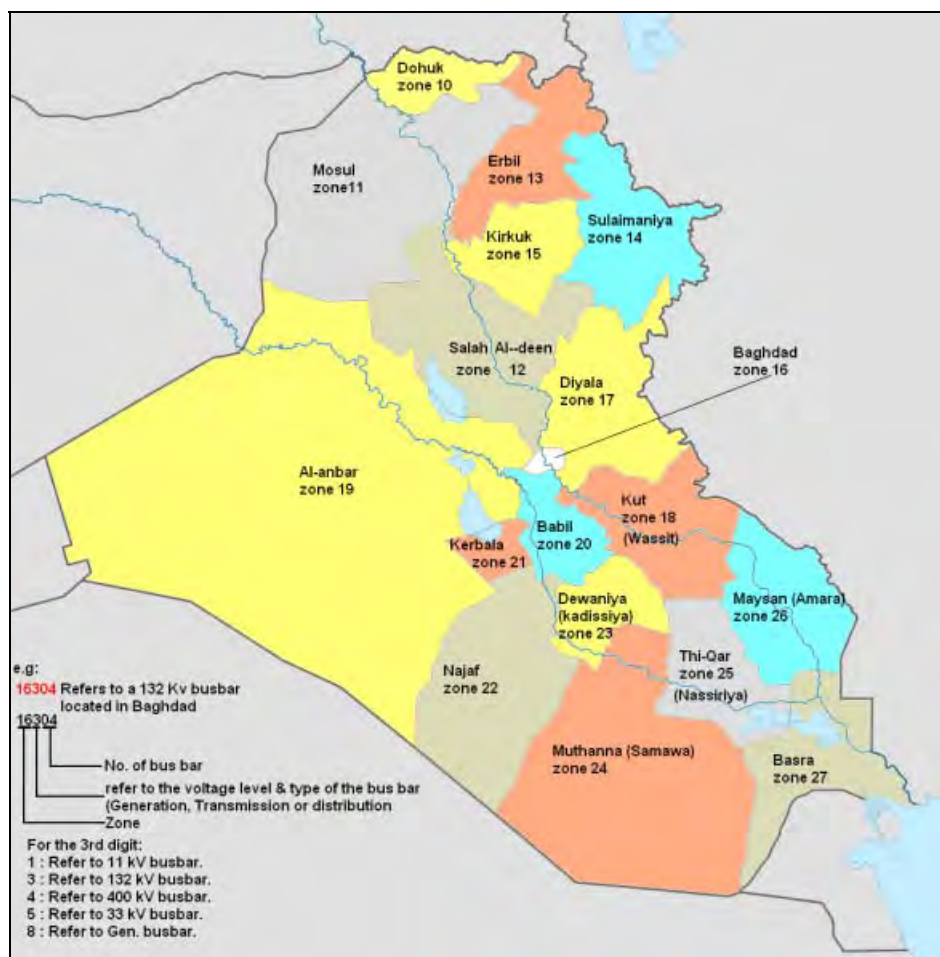 Dohuk
zone 10
Mosul
zone11
Erbil
zone 13
Sulaimaniya
zone 14
Kirkuk
zone 15
Salah Al--deen
zone 12
Baghdad
zone 16
Diyala
zone 17
Al-anbar
zone 19
Kut
zone 18
(Wassit)
Babil
zone 20
Kerbala
zone 21
Maysan (Amara)
zone 26
Dewaniya
(kadissiya)
zone 23
Thi-Qar
zone 25
(Nassiriya)
Najaf
zone 22
Muthanna (Samawa)
zone 24
Basra
zone 27
e.g:
16304 Refers to a 132 Kv busbar
located in Baghdad
16304
No. of bus bar
refer to the voltage level & type of the bus bar
(Generation, Transmission or distribution
Zone
For the 3rd digit:
1 : Refer to 11 kV busbar.
3 : Refer to 132 kV busbar.
4 : Refer to 400 kV busbar.
5 : Refer to 33 kV busbar.
8 : Refer to Gen. busbar.